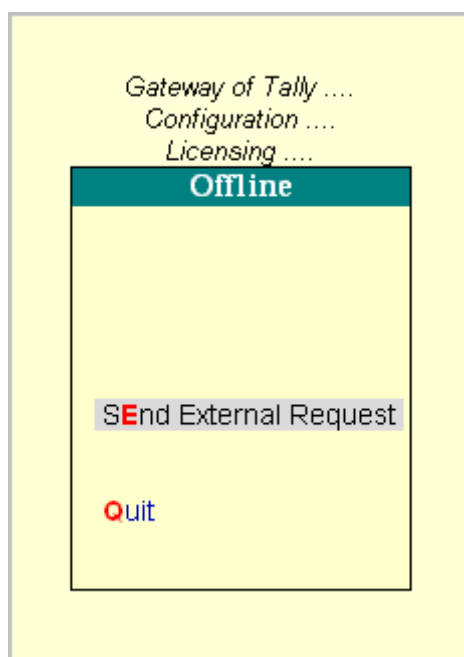 Gateway of Tally ....
Configuration ....
Licensing ....
Offline
SEnd External Request
Quit